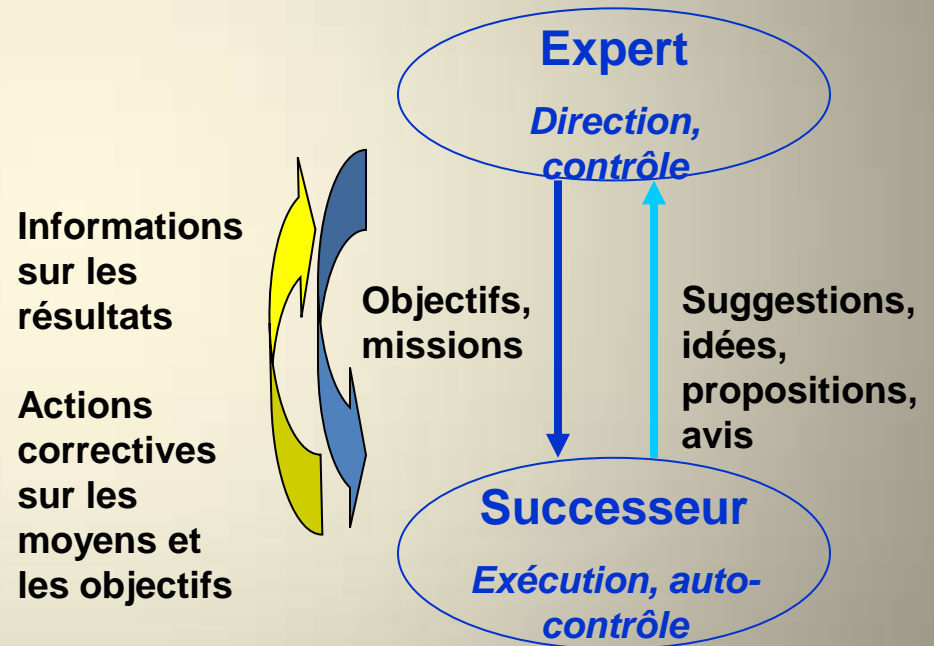 Expert
Direction,
contrôle
Informations
sur les
résultats
Actions
correctives
sur les
moyens et
les objectifs
Objectifs,
missions
Suggestions,
idées,
propositions,
avis
Successeur
Exécution, auto-
contrôle